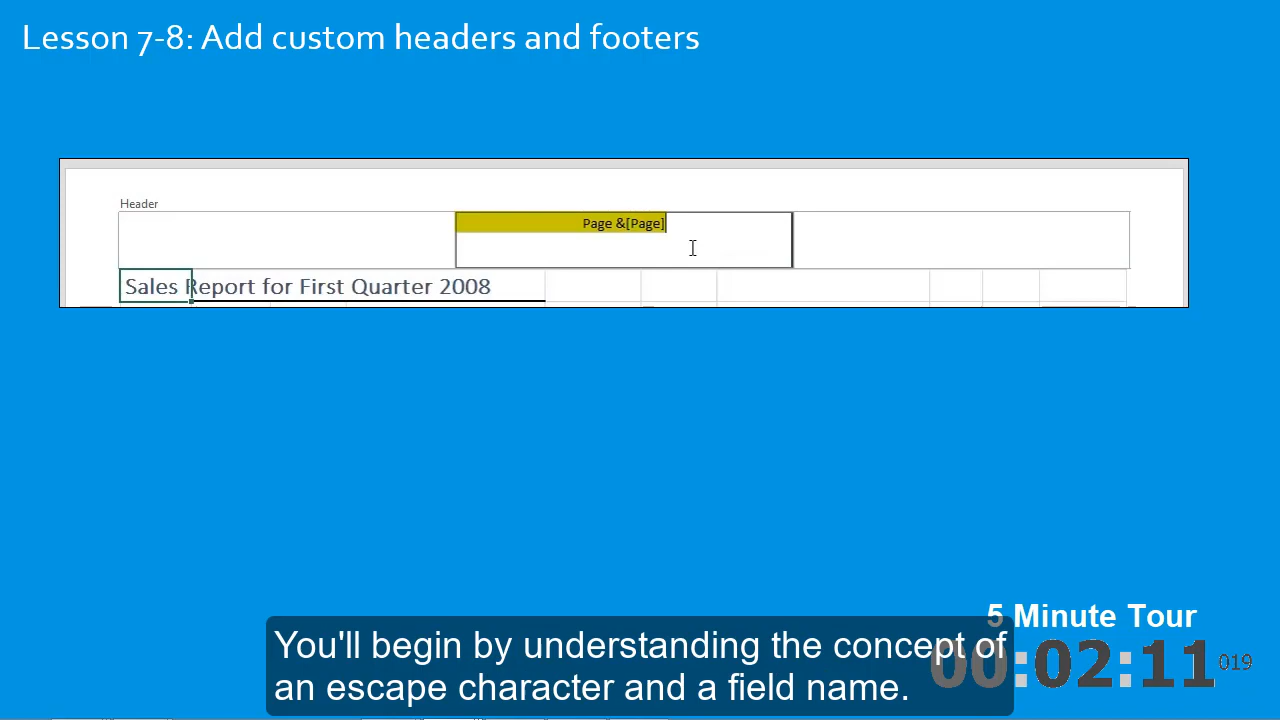 Lesson 7-8: Add custom headers and footers
Header
Page &[Page]
Sales Report for First Quarter 2008
5 Minute Tour
00:02:11 019
You'll begin by understanding the concept of
an escape character and a field name.